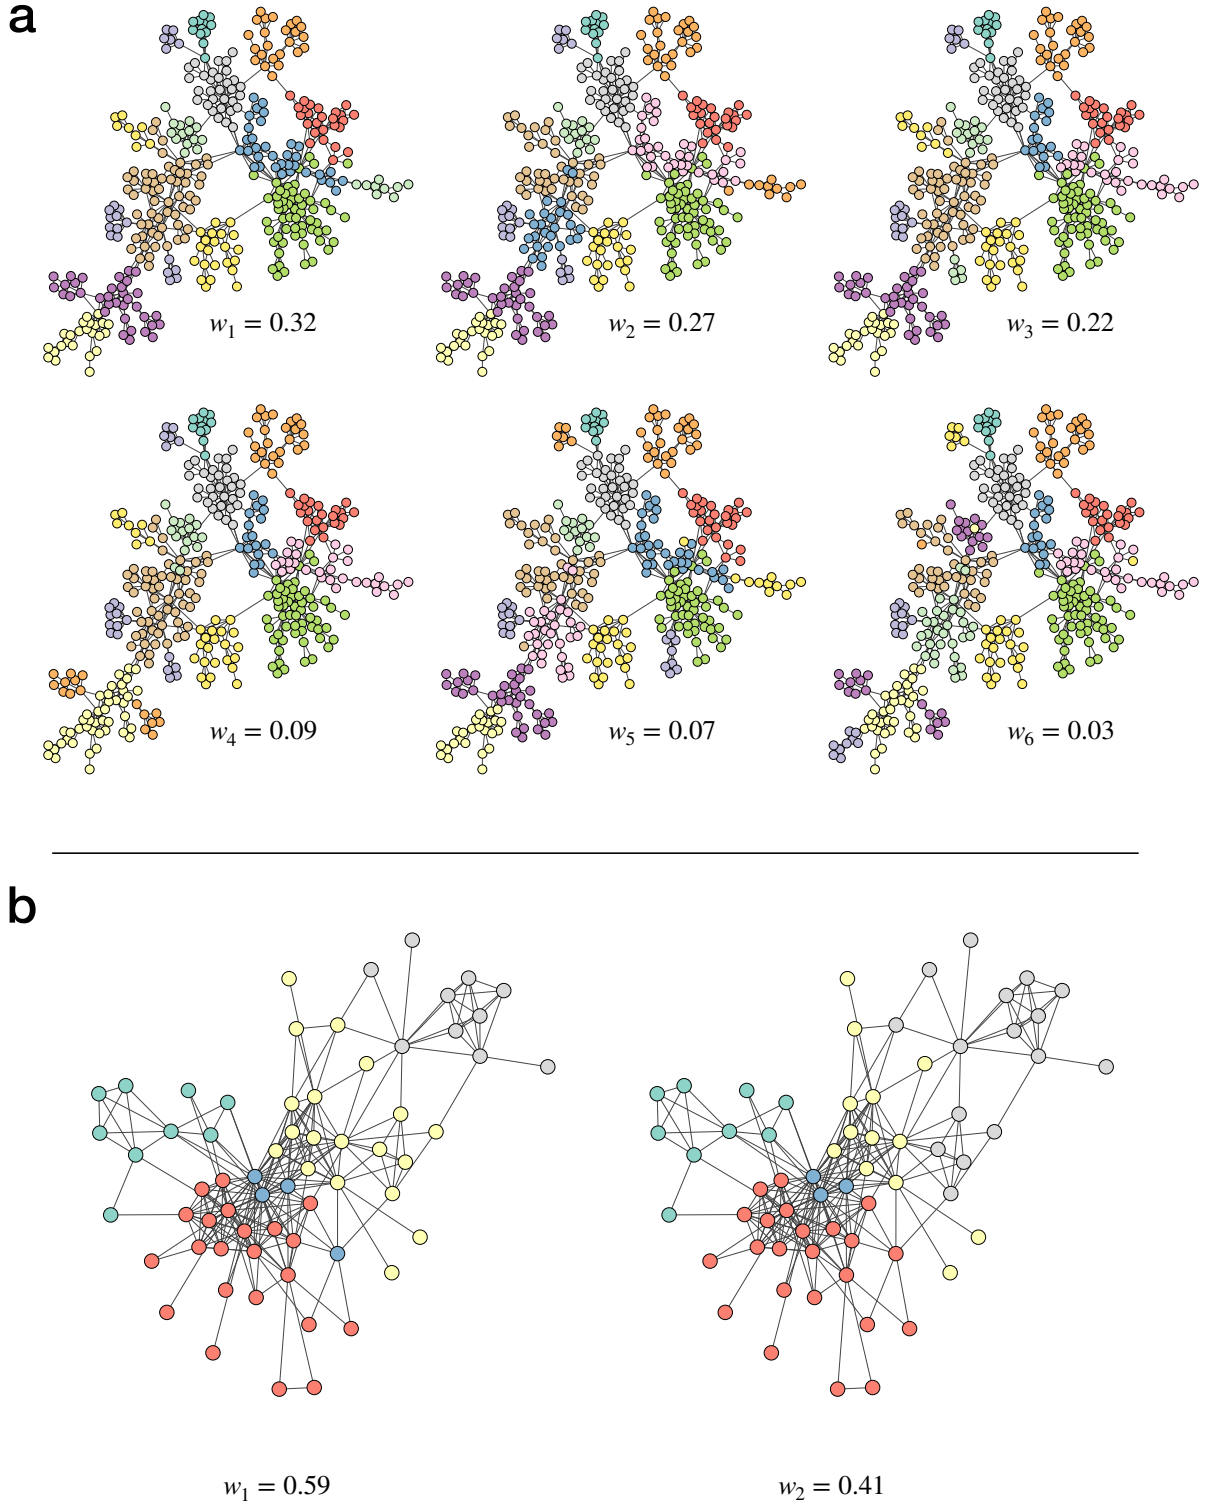 a
w1 = 0.32
w2 = 0.27
w3 = 0.22
w4 = 0.09
w5 = 0.07
w6 = 0.03
b
w1 = 0.59
w2 = 0.41